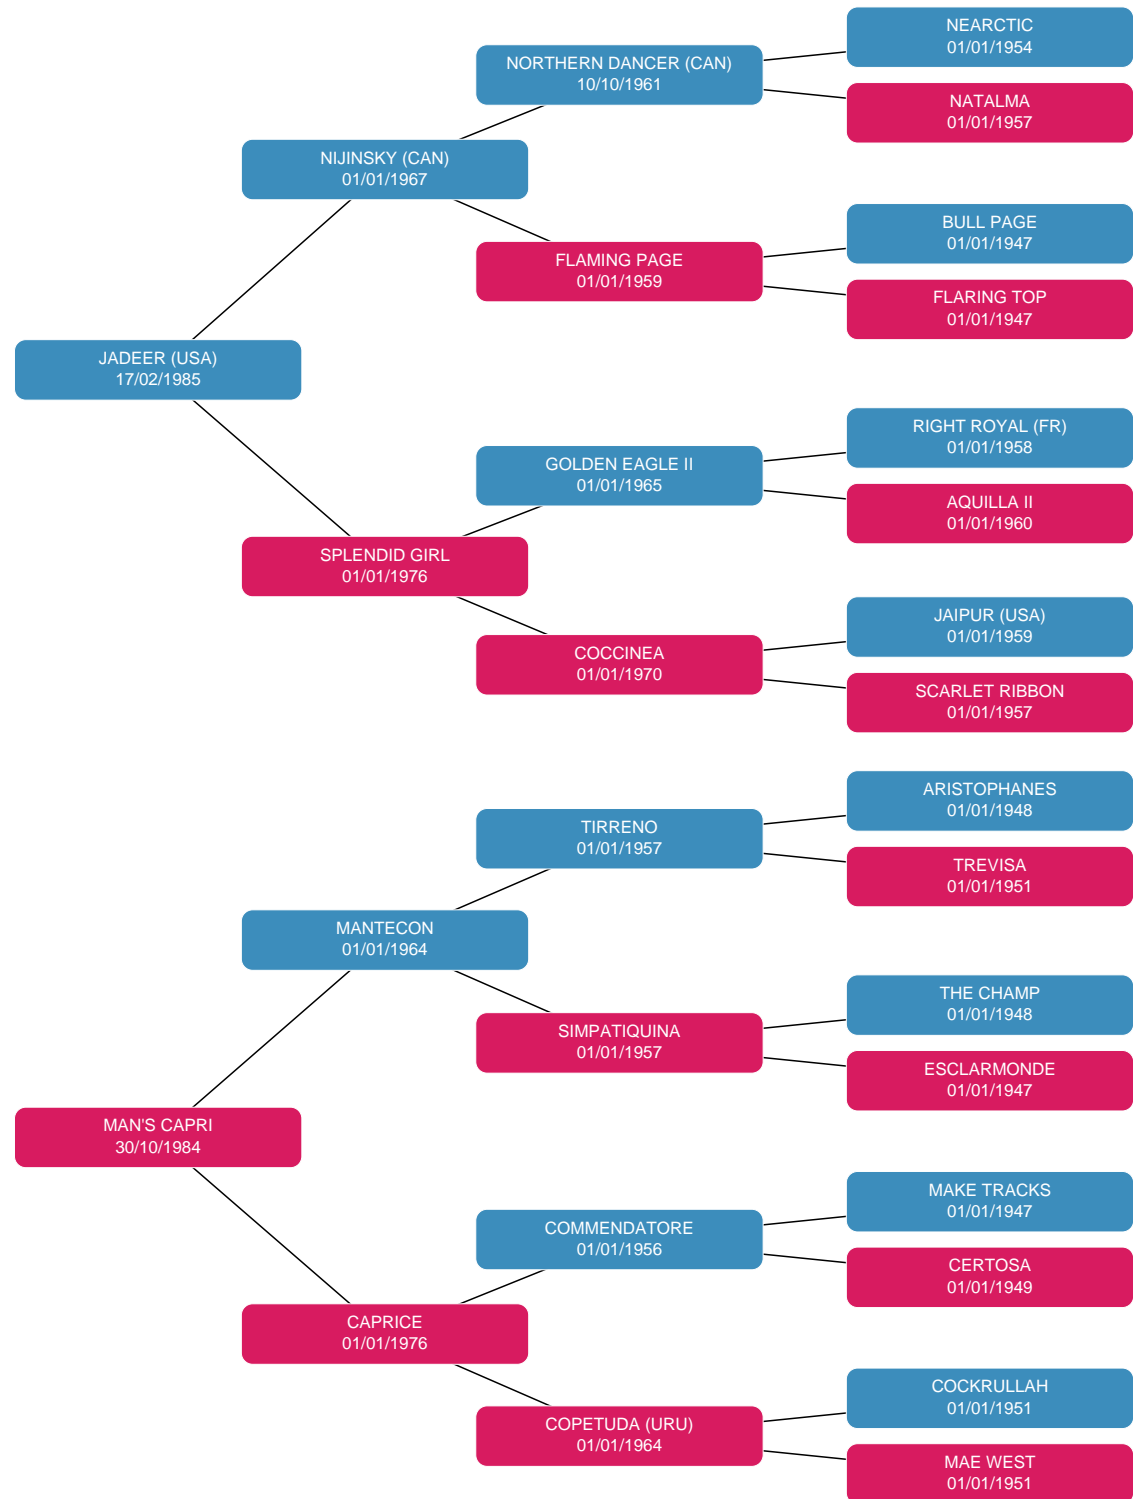 NEARCTIC
01/01/1954
NORTHERN DANCER (CAN)
10/10/1961
NATALMA
01/01/1957
NIJINSKY (CAN)
01/01/1967
BULL PAGE
01/01/1947
FLAMING PAGE
01/01/1959
FLARING TOP
01/01/1947
JADEER (USA)
17/02/1985
RIGHT ROYAL (FR)
01/01/1958
GOLDEN EAGLE II
01/01/1965
AQUILLA II
01/01/1960
SPLENDID GIRL
01/01/1976
JAIPUR (USA)
01/01/1959
COCCINEA
01/01/1970
SCARLET RIBBON
01/01/1957
ARISTOPHANES
01/01/1948
TIRRENO
01/01/1957
TREVISA
01/01/1951
MANTECON
01/01/1964
THE CHAMP
01/01/1948
SIMPATIQUINA
01/01/1957
ESCLARMONDE
01/01/1947
MAN'S CAPRI
30/10/1984
MAKE TRACKS
01/01/1947
COMMENDATORE
01/01/1956
CERTOSA
01/01/1949
CAPRICE
01/01/1976
COCKRULLAH
01/01/1951
COPETUDA (URU)
01/01/1964
MAE WEST
01/01/1951